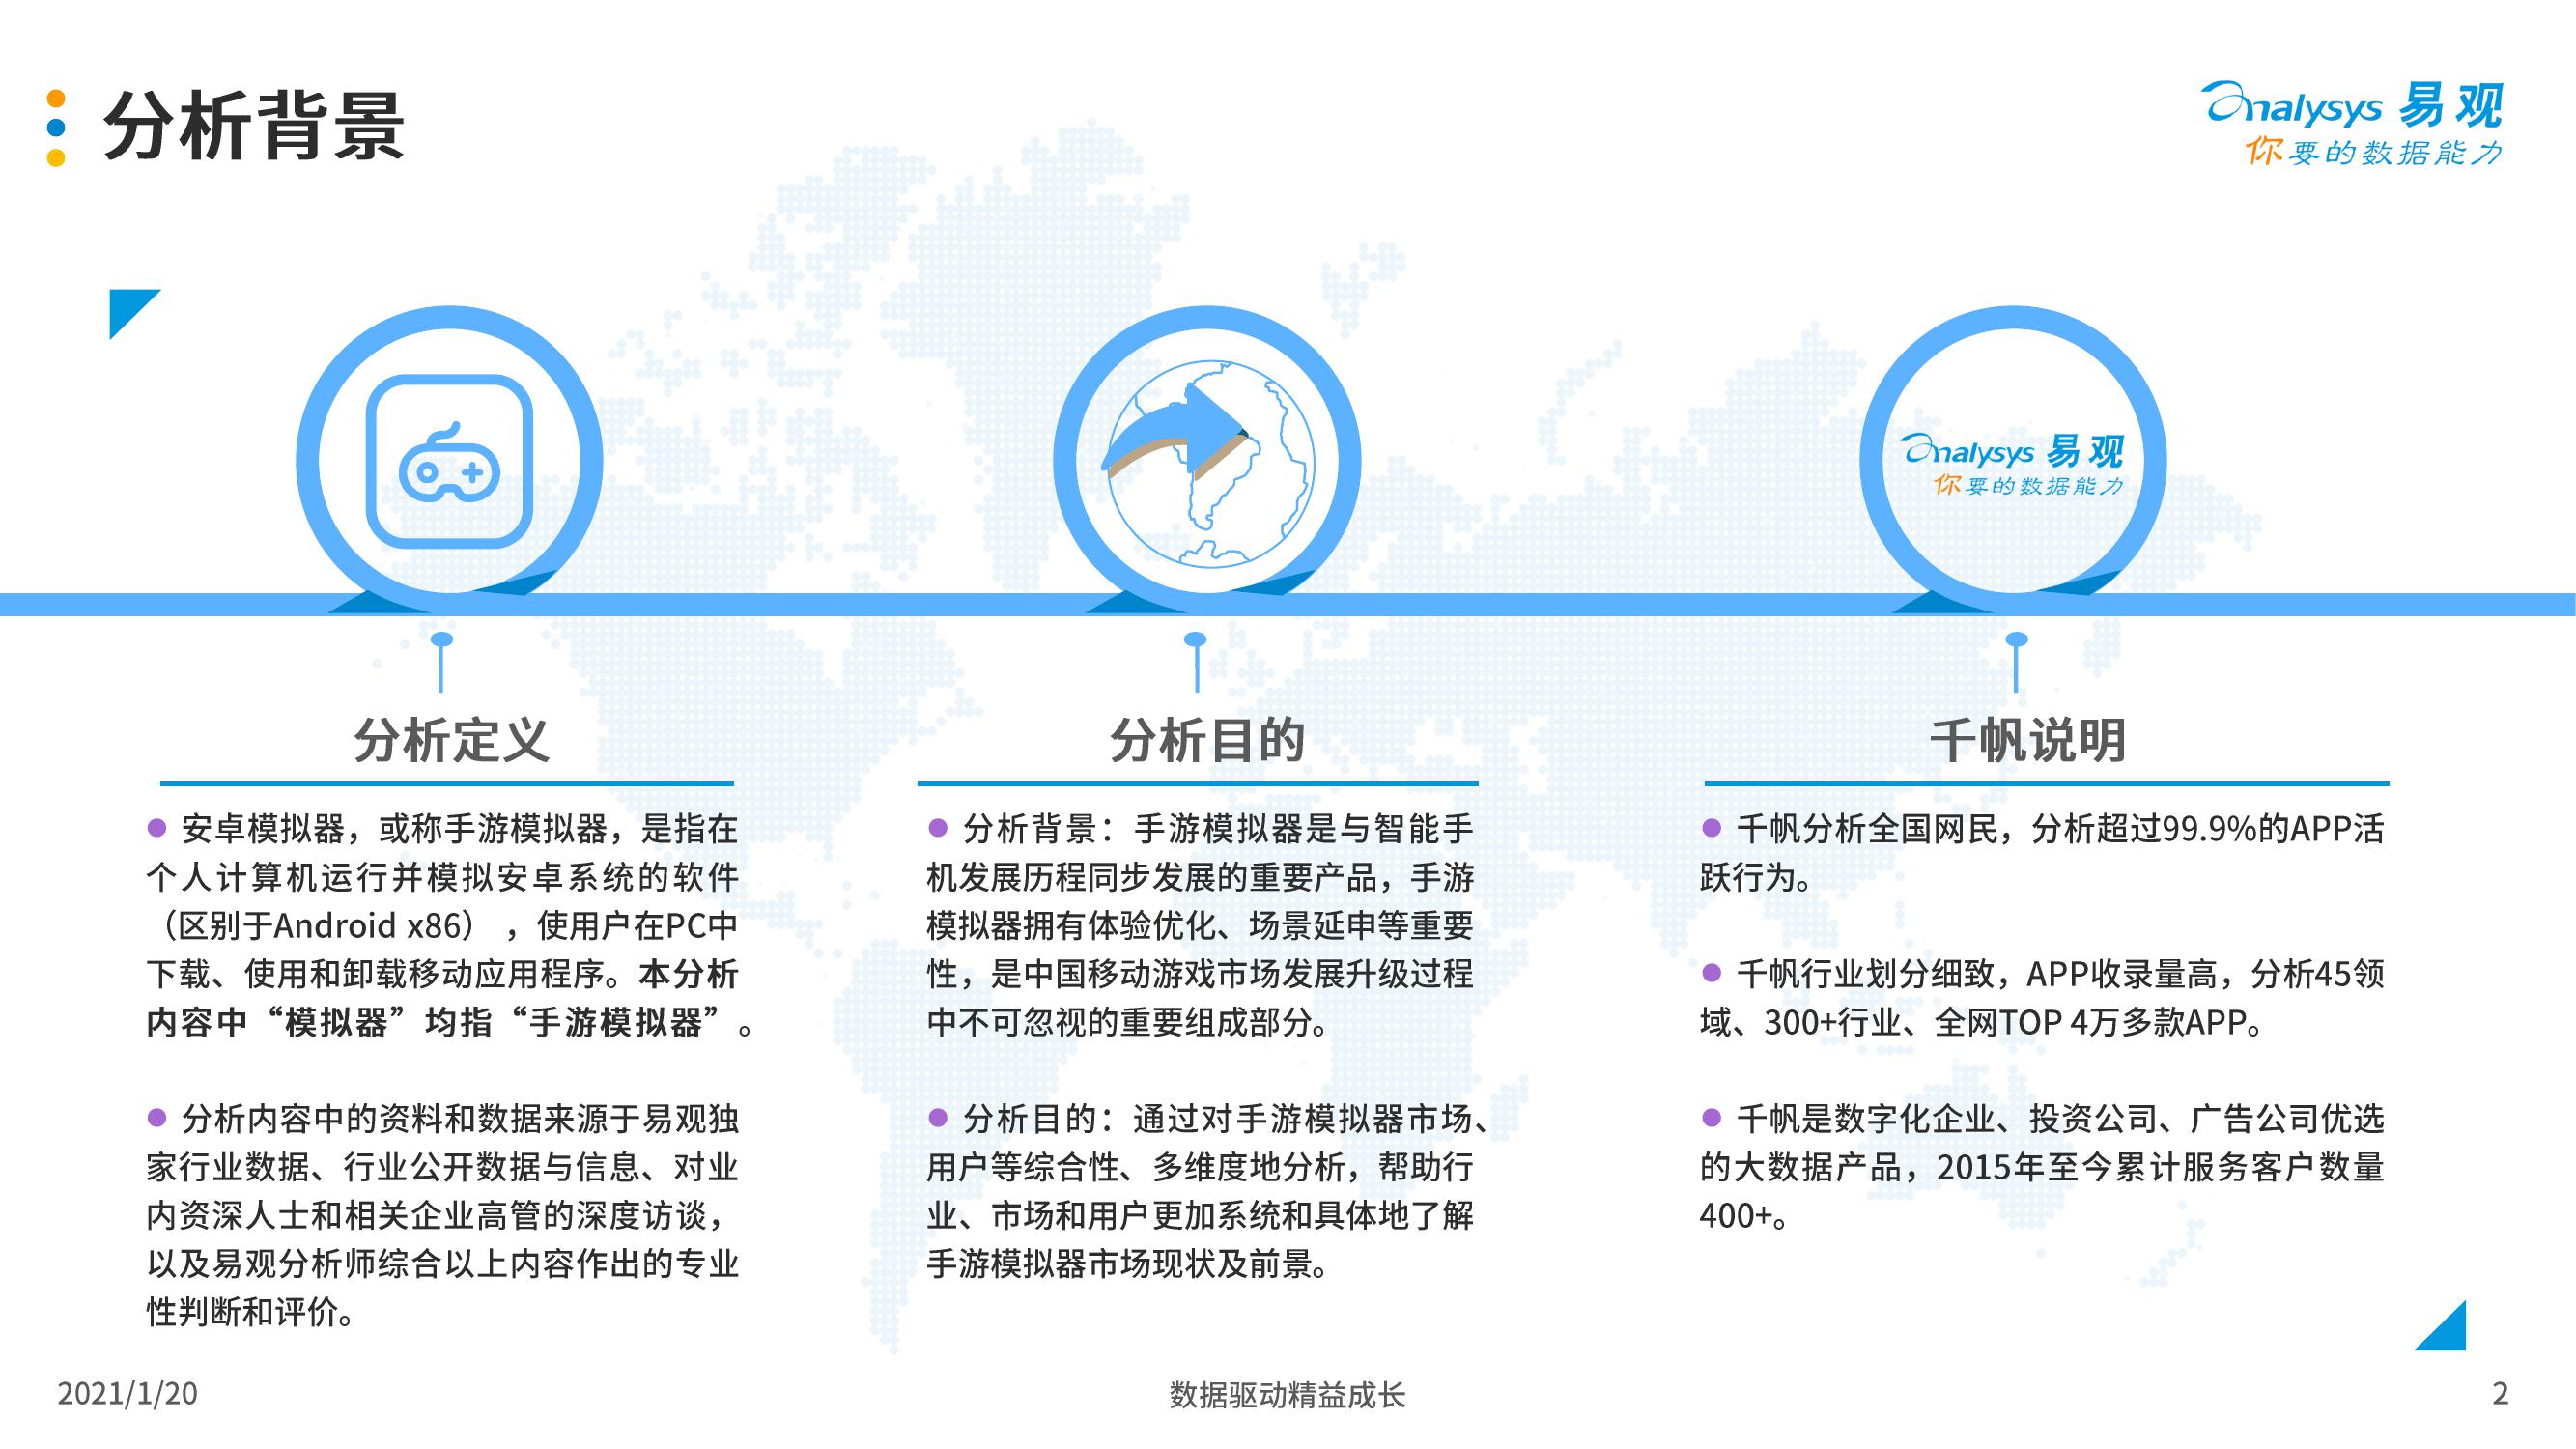 分析背景
analysys 易观
你要的数据能力
analysys 易观
你要的数据能力
分析定义
● 安卓模拟器，或称手游模拟器，是指在
个人计算机运行并模拟安卓系统的软件
（区别于Android x86） ，使用户在PC中
下载、使用和卸载移动应用程序。本分析
内容中“模拟器”均指“手游模拟器”。
● 分析内容中的资料和数据来源于易观独
家行业数据、行业公开数据与信息、对业
内资深人士和相关企业高管的深度访谈，
以及易观分析师综合以上内容作出的专业
性判断和评价。
分析目的
● 分析背景：手游模拟器是与智能手
机发展历程同步发展的重要产品，手游
模拟器拥有体验优化、场景延申等重要
性，是中国移动游戏市场发展升级过程
中不可忽视的重要组成部分。
● 分析目的：通过对手游模拟器市场、
用户等综合性、多维度地分析，帮助行
业、市场和用户更加系统和具体地了解
手游模拟器市场现状及前景。
千帆说明
● 千帆分析全国网民，分析超过99.9%的APP活
跃行为。
● 千帆行业划分细致，APP收录量高，分析45领
域、300+行业、全网TOP 4万多款APP。
● 千帆是数字化企业、投资公司、广告公司优选
的大数据产品，2015年至今累计服务客户数量
400+。
2021/1/20
数据驱动精益成长
2